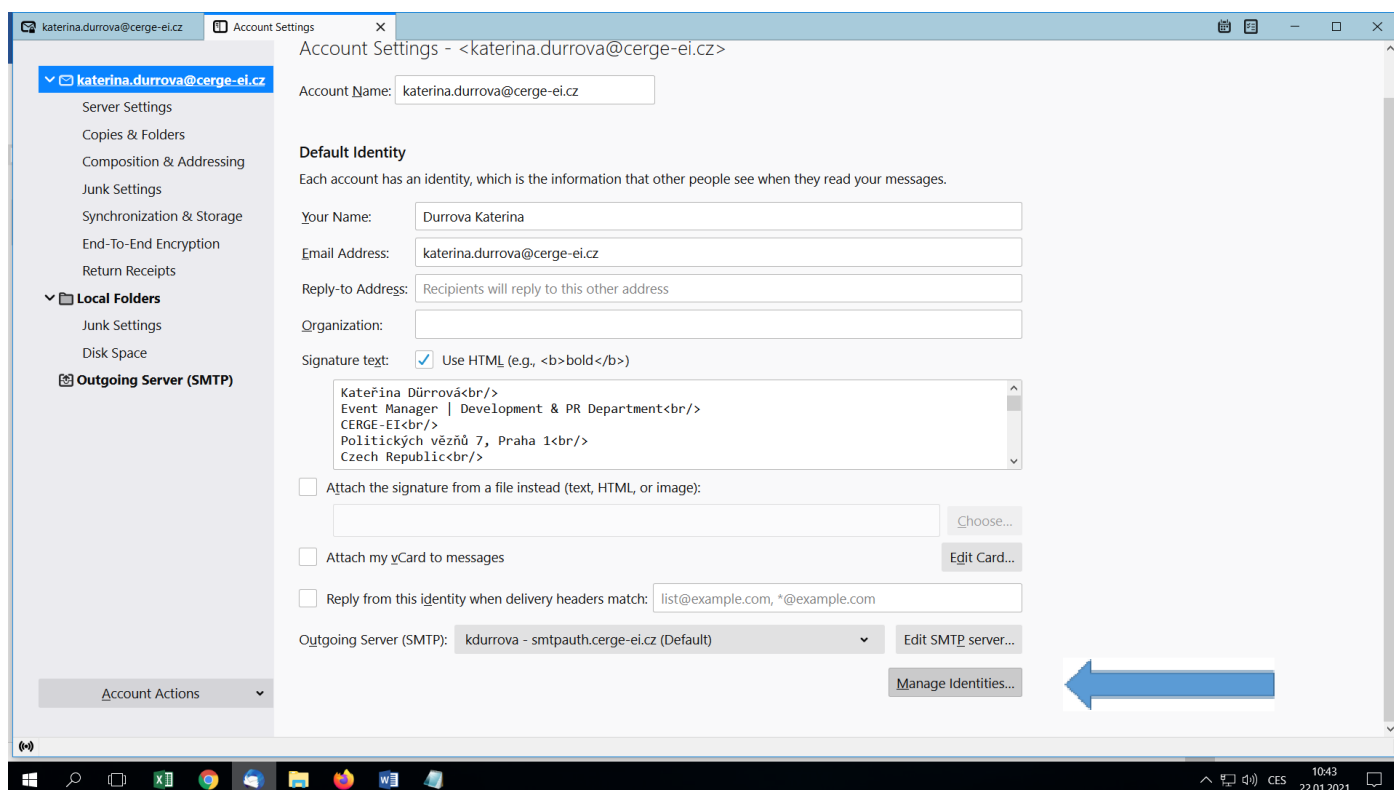 katerina.durrova@cerge-ei.cz
Account Settings
Account Settings - <katerina.durrova@cerge-ei.cz>
katerina.durrova@cerge-ei.cz
Server Settings
Copies & Folders
Composition & Addressing
Junk Settings
Synchronization & Storage
End-To-End Encryption
Return Receipts
Local Folders
Junk Settings
Disk Space
Outgoing Server (SMTP)
Account Actions
Account Name: katerina.durrova@cerge-ei.cz
Default Identity
Each account has an identity, which is the information that other people see when they read your messages.
Your Name: Durrova Katerina
Email Address: katerina.durrova@cerge-ei.cz
Reply-to Address: Recipients will reply to this other address
Organization:
Signature text: Use HTML (e.g., <b>bold</b>)
Kateřina Dürrová<br/>
Event Manager | Development & PR Department<br/>
CERGE-EI<br/>
Politických vězňů 7, Praha 1<br/>
Czech Republic<br/>
Attach the signature from a file instead (text, HTML, or image):
Choose...
Attach my vCard to messages Edit Card...
Reply from this identity when delivery headers match: list@example.com, *@example.com
Outgoing Server (SMTP): kdurrova - smtpauth.cerge-ei.cz (Default) Edit SMTP server...
Manage Identities...
CES 10:43
22.01.2021